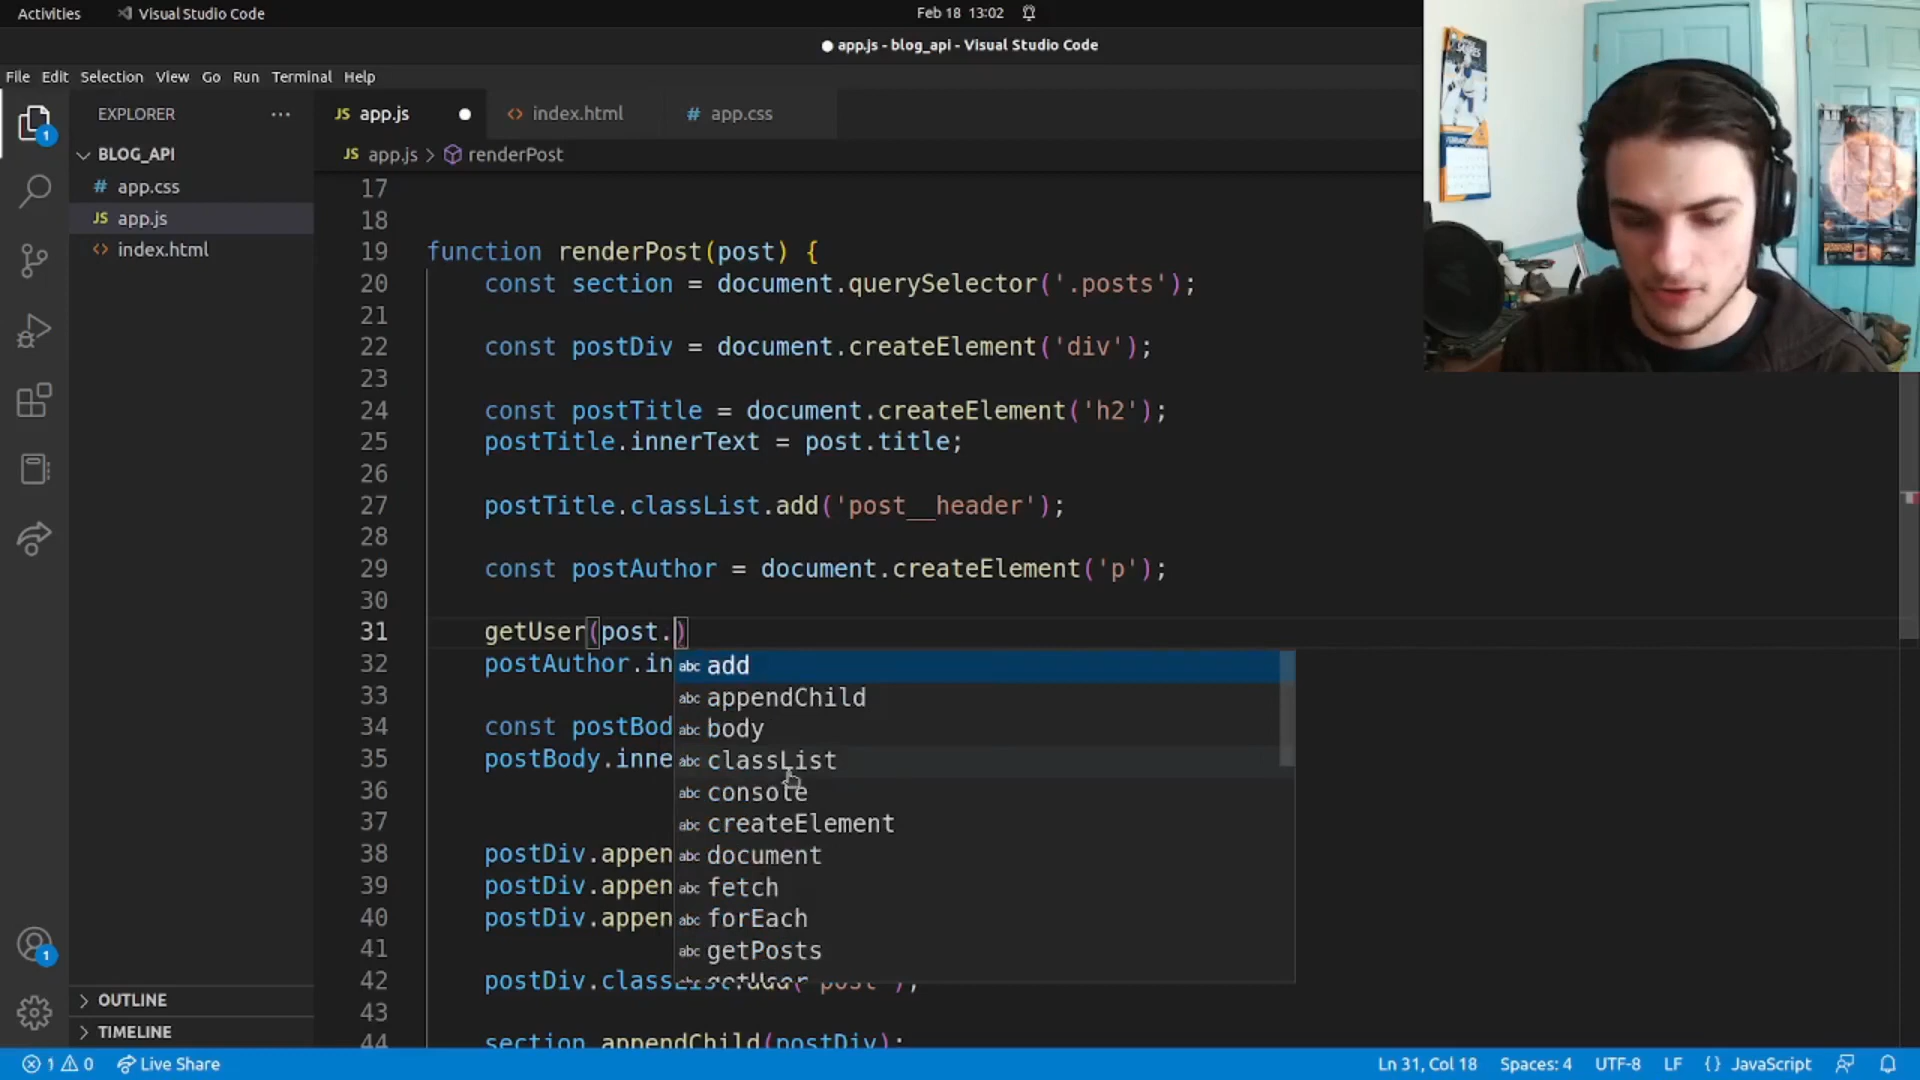 Activities
Visual Studio Code
Feb 18 13:02
app.js - blog_api - Visual Studio Code
File Edit Selection View Go Run Terminal Help
EXPLORER
BLOG_API
app.css
app.js
index.html
OUTLINE
TIMELINE
1
1
JS app.js
index.html
# app.css
JS app.js > renderPost
17
18
19 function renderPost(post) {
20 const section = document.querySelector('.posts');
21
22 const postDiv = document.createElement('div');
23
24 const postTitle = document.createElement('h2');
25 postTitle.innerText = post.title;
26
27 postTitle.classList.add('post__header');
28
29 const postAuthor = document.createElement('p');
30
31 getUser(post.)
32 postAuthor.in
33
34 const postBod
35 postBody.inne
36
37
38 postDiv.appen
39 postDiv.appen
40 postDiv.appen
41
42 postDiv.class
43
44 section appendChild(postDiv);
abc add
abc appendChild
abc body
abc classList
abc console
abc createElement
abc document
abc fetch
abc forEach
abc getPosts
abc getUser
1 0 Live Share
Ln 31, Col 18 Spaces: 4 UTF-8 LF {} JavaScript